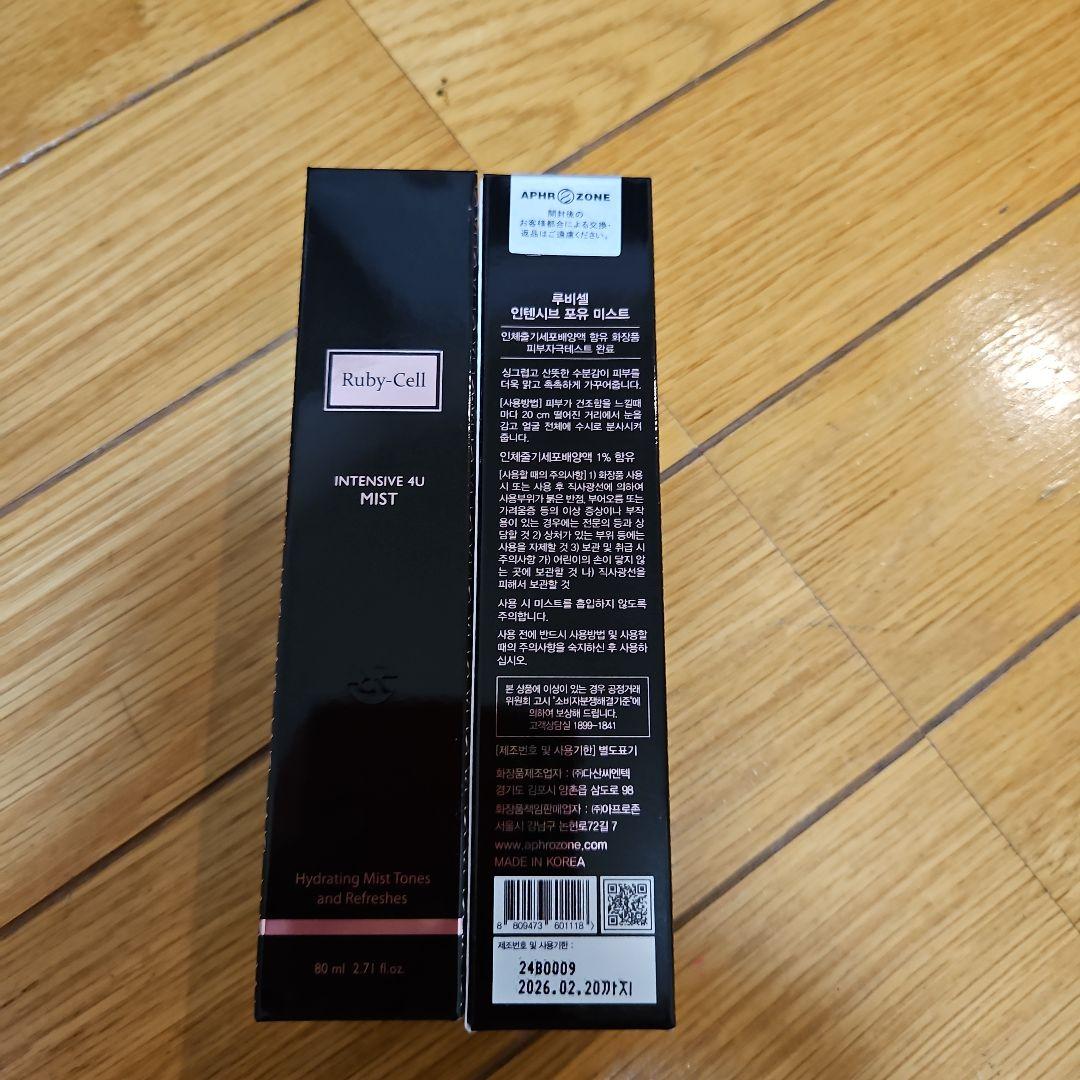 Ruby-Cell
INTENSIVE 4U
MIST
Hydrating Mist Tones
and Refreshes
80 ml 2.71 fl.oz.
APHROZONE
開封後の
お客様都合による交換・
返品はご遠慮ください。
루비셀
인텐시브 포유 미스트
인체줄기세포배양액 함유 화장품
피부자극테스트 완료
싱그럽고 산뜻한 수분감이 피부를
더욱 맑고 촉촉하게 가꾸어줍니다.
[사용방법] 피부가 건조함을 느낄때
마다 20 cm 떨어진 거리에서 눈을
감고 얼굴 전체에 수시로 분사시켜
줍니다.
인체줄기세포배양액 1% 함유
[사용할 때의 주의사항] 1) 화장품 사용
시 또는 사용 후 직사광선에 의하여
사용부위가 붉은 반점, 부어오름 또는
가려움증 등의 이상 증상이나 부작
용이 있는 경우에는 전문의 등과 상
담할 것 2) 상처가 있는 부위 등에는
사용을 자제할 것 3) 보관 및 취급 시
주의사항 가) 어린이의 손이 닿지 않
는 곳에 보관할 것 나) 직사광선을
피해서 보관할 것
사용 시 미스트를 흡입하지 않도록
주의합니다.
사용 전에 반드시 사용방법 및 사용할
때의 주의사항을 숙지하신 후 사용하
십시오.
본 상품에 이상이 있는 경우 공정거래
위원회 고시 "소비자분쟁해결기준"에
의하여 보상해 드립니다.
고객상담실 1899-1841
[제조번호 및 사용기한] 별도표기
화장품제조업자 : ㈜다산씨엔텍
경기도 김포시 양촌읍 삼도로 98
화장품책임판매업자 : ㈜아프로존
서울시 강남구 논현로72길 7
www.aphrozone.com
MADE IN KOREA
8 809473 601118
제조번호 및 사용기한 :
24B0009
2026.02.20까지